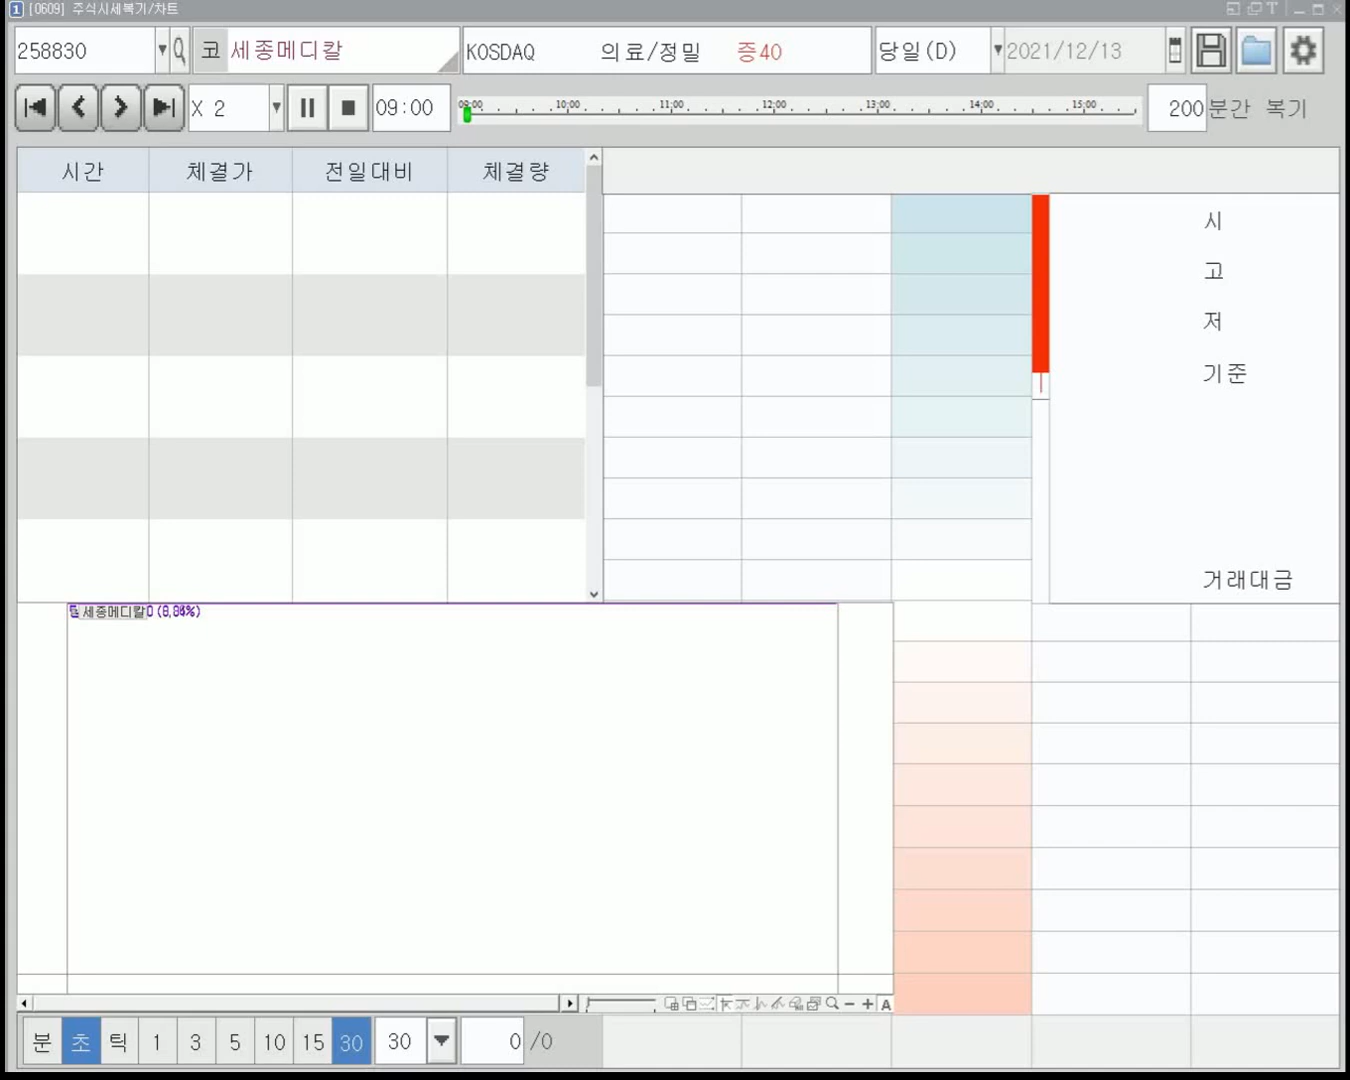 1 [0609] 주식시세복기/차트
258830 코 세종메디칼 KOSDAQ 의료/정밀 증40 당일(D) 2021/12/13
X 2 09:00 09:00 10:00 11:00 12:00 13:00 14:00 15:00 200 분간 복기
시간 체결가 전일대비 체결량
시
고
저
기준
거래대금
세종메디칼
A
분 초 틱 1 3 5 10 15 30 30 0 /0